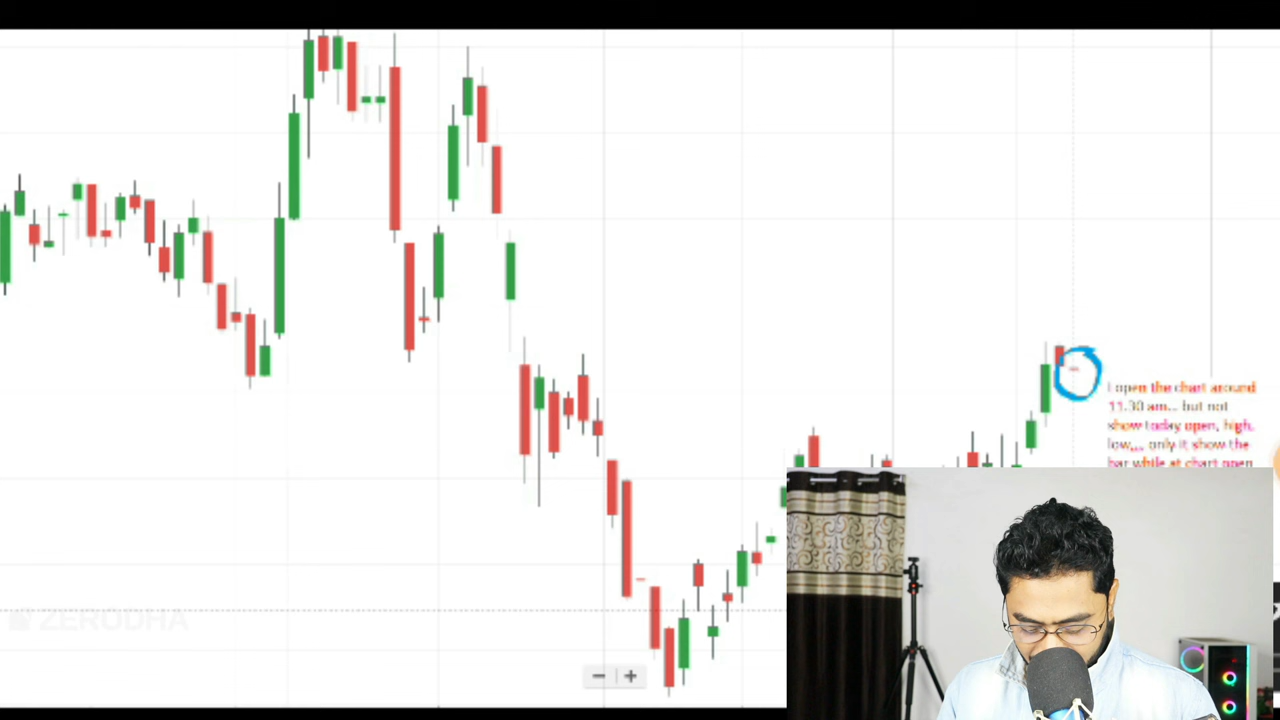 I open the chart around
11.30 am... but not
show today open, high,
low,,,, only it show the
bar while at chart open
ZERODHA